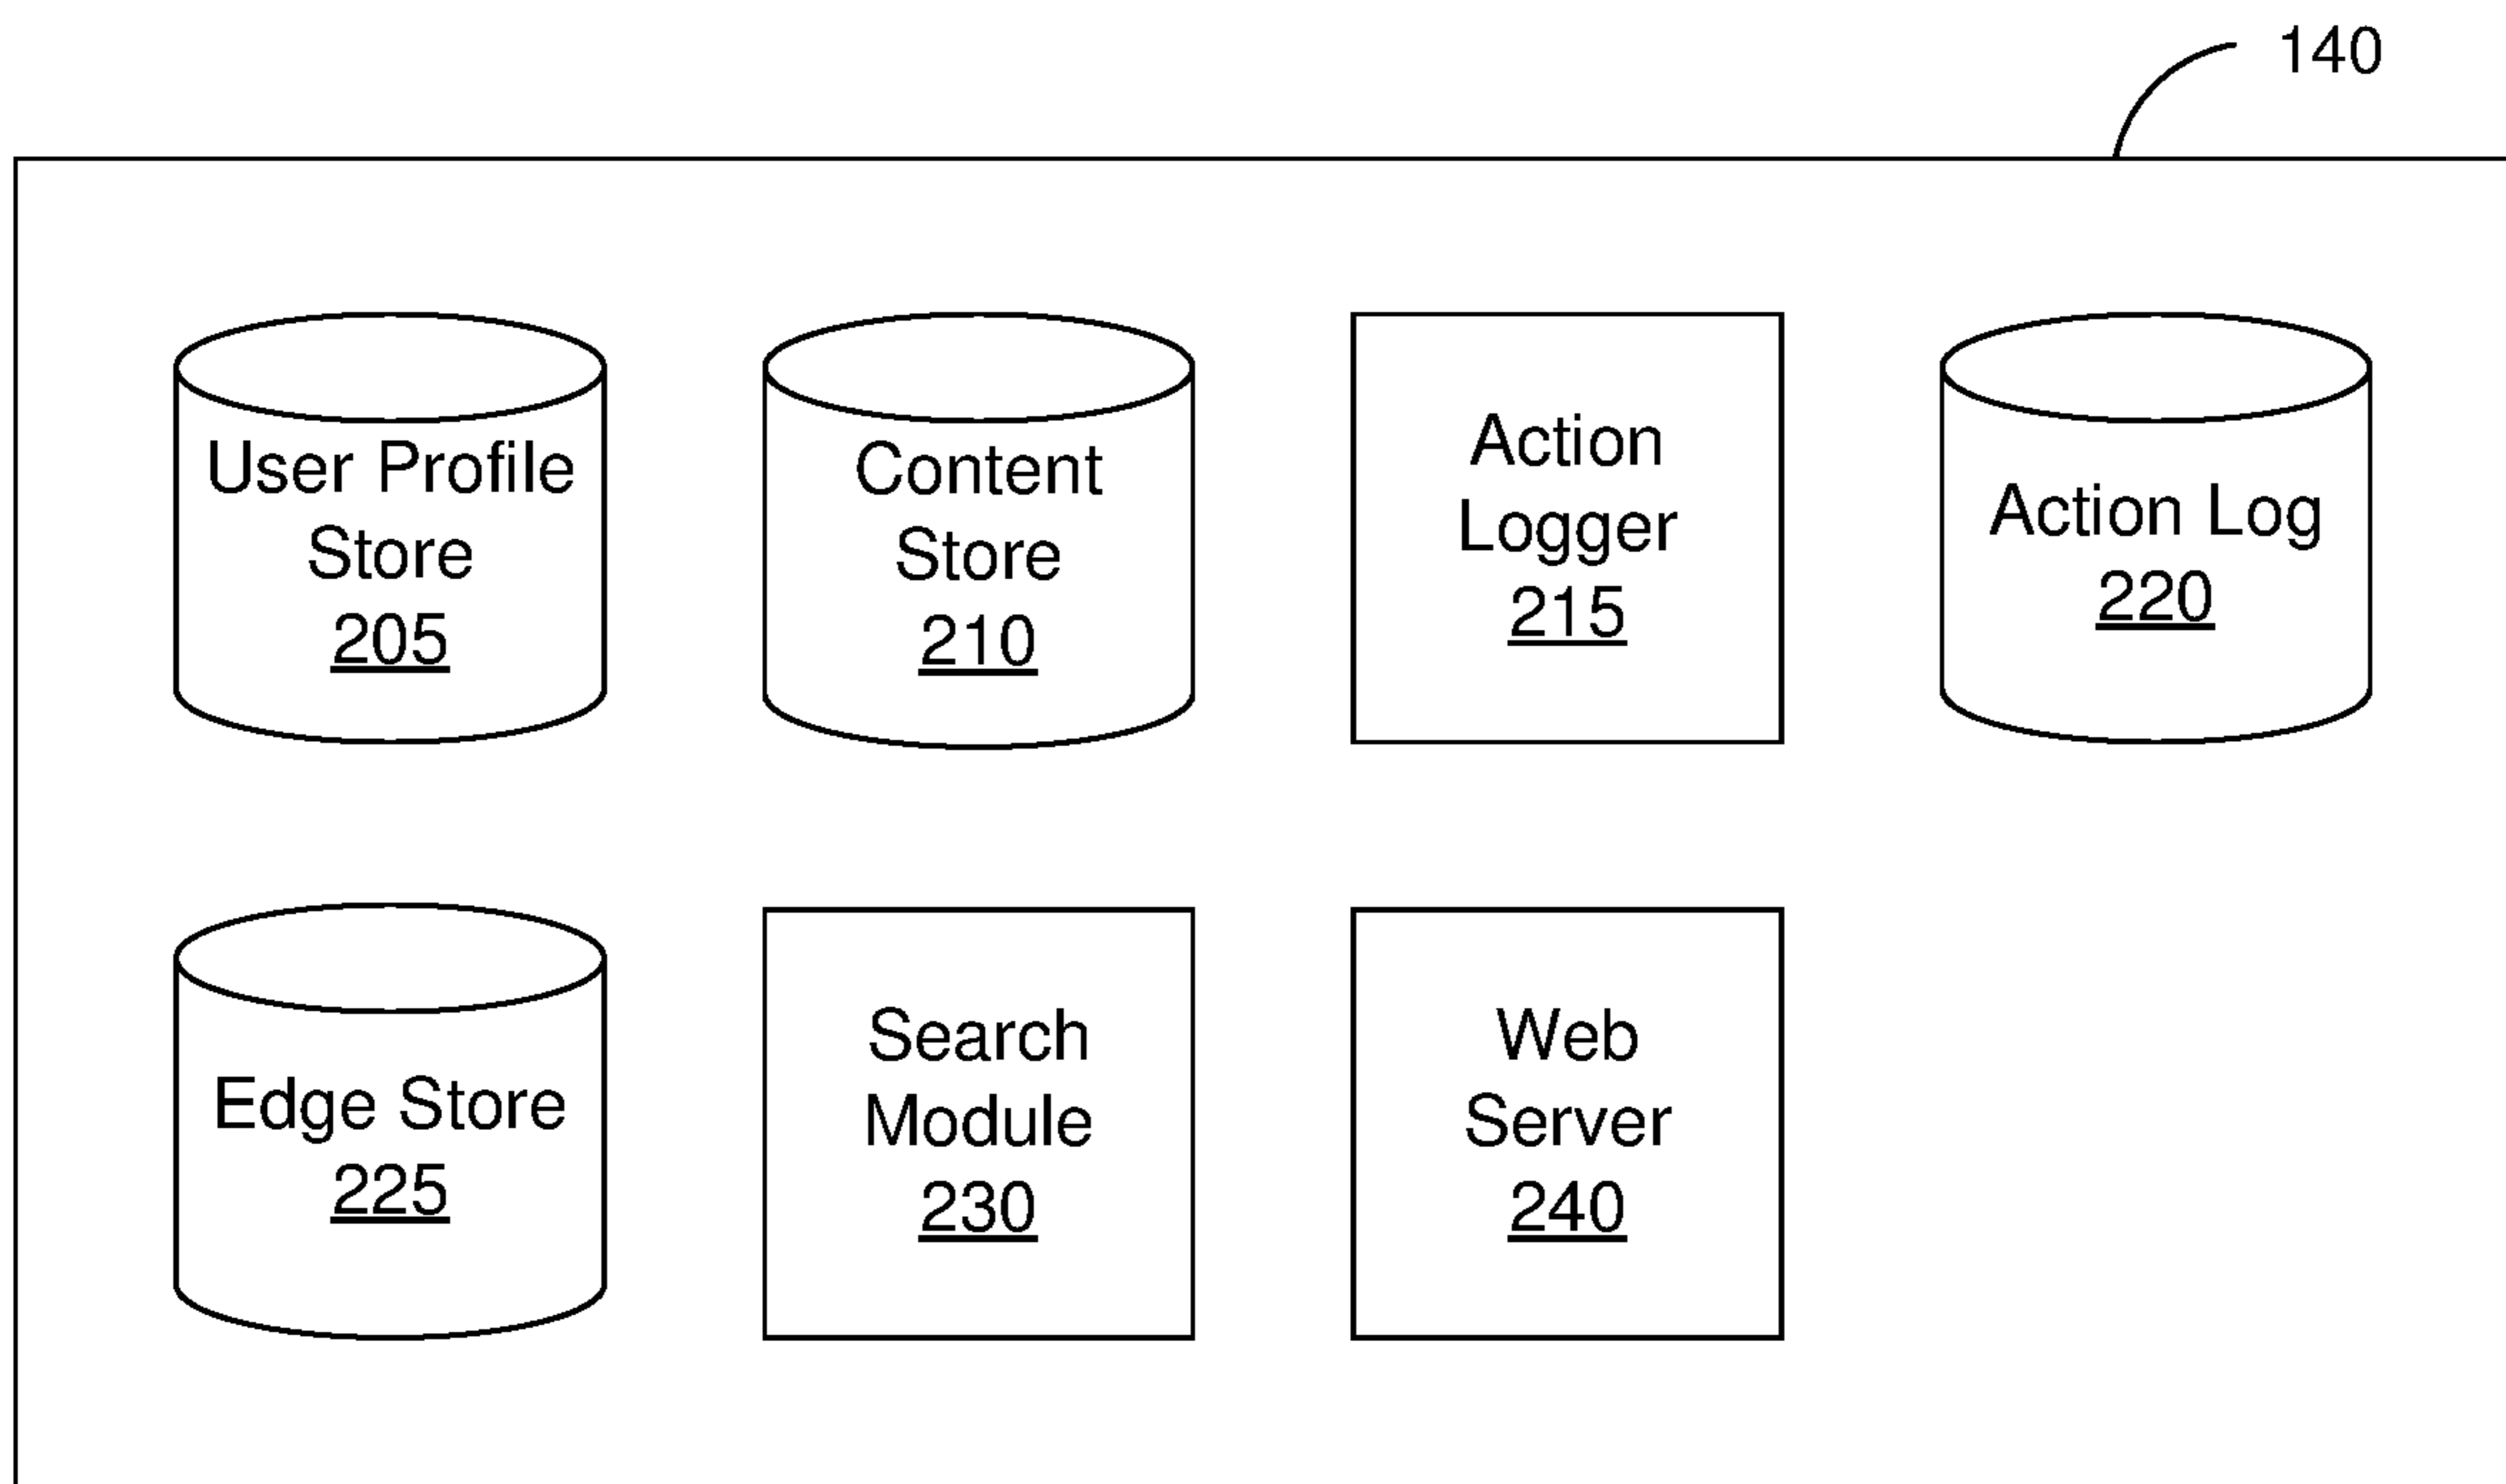 140
User Profile
Store
205
Content
Store
210
Action
Logger
215
Action Log
220
Edge Store
225
Search
Module
230
Web
Server
240